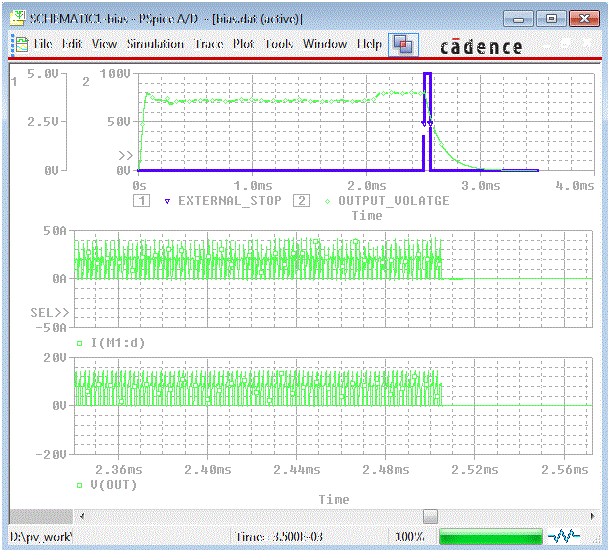 SCHEMATIC1-bias - PSpice A/D - [bias.dat (active)]
File Edit View Simulation Trace Plot Tools Window Help cādence
1 5.0V 2 100V
2.5V 50V
>>
0V 0V
0s 1.0ms 2.0ms 3.0ms 4.0ms
1 EXTERNAL_STOP 2 OUTPUT_VOLATGE
Time
50A
0A
SEL>>
-50A
I(M1:d)
20V
0V
-20V
2.36ms 2.40ms 2.44ms 2.48ms 2.52ms 2.56ms
V(OUT)
Time
D:\pv_work\ Time= 3.500E-03 100%